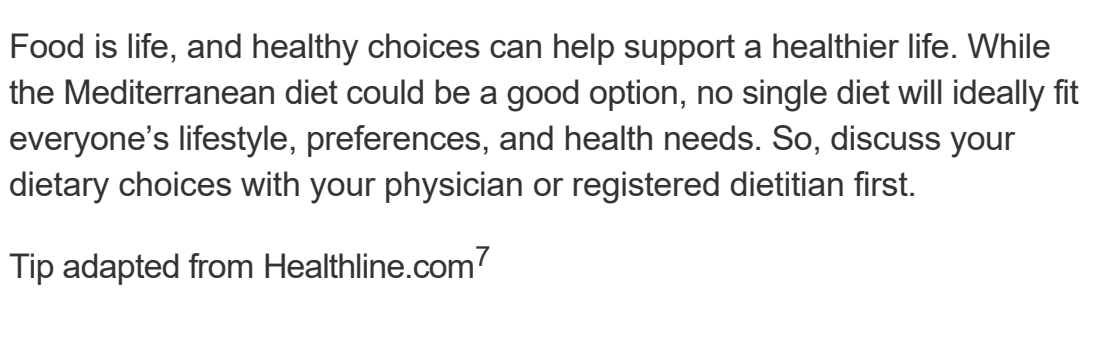 Food is life, and healthy choices can help support a healthier life. While
the Mediterranean diet could be a good option, no single diet will ideally fit
everyone’s lifestyle, preferences, and health needs. So, discuss your
dietary choices with your physician or registered dietitian first.
Tip adapted from Healthline.com⁷